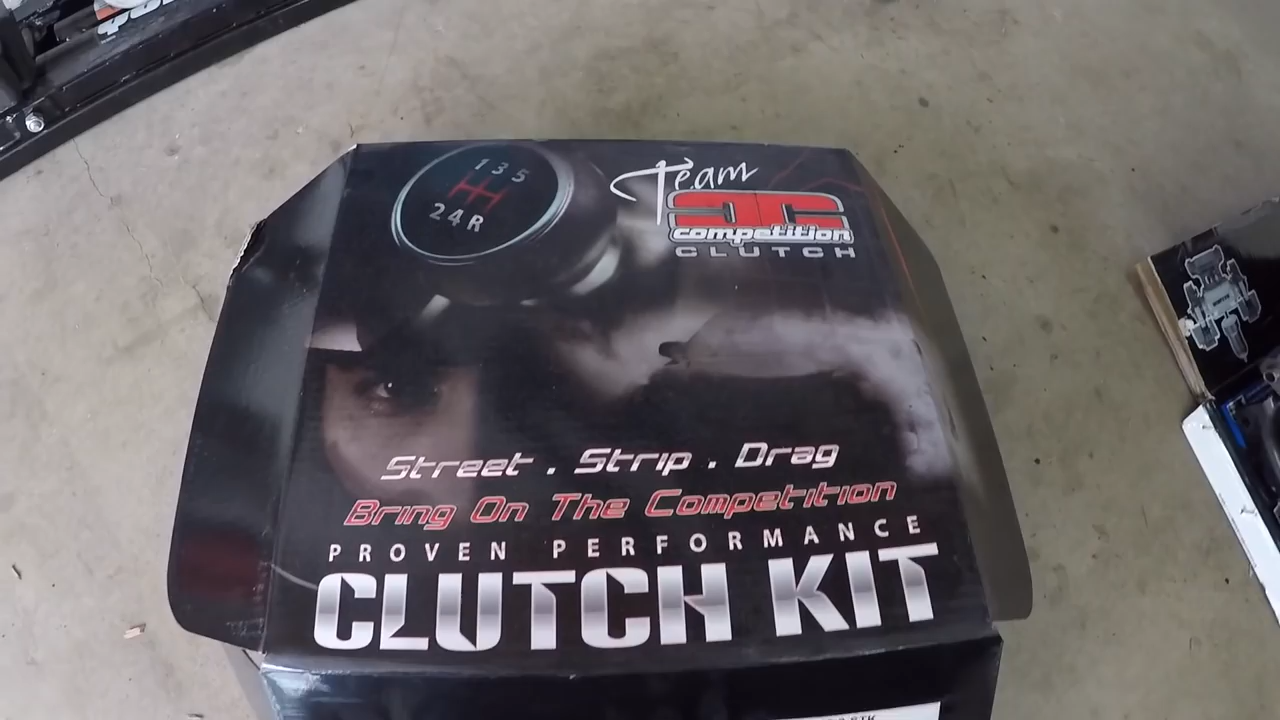 1 3 5
2 4 R
Team
CC
competition
CLUTCH
Street . Strip . Drag
Bring On The Competition
PROVEN PERFORMANCE
CLUTCH KIT